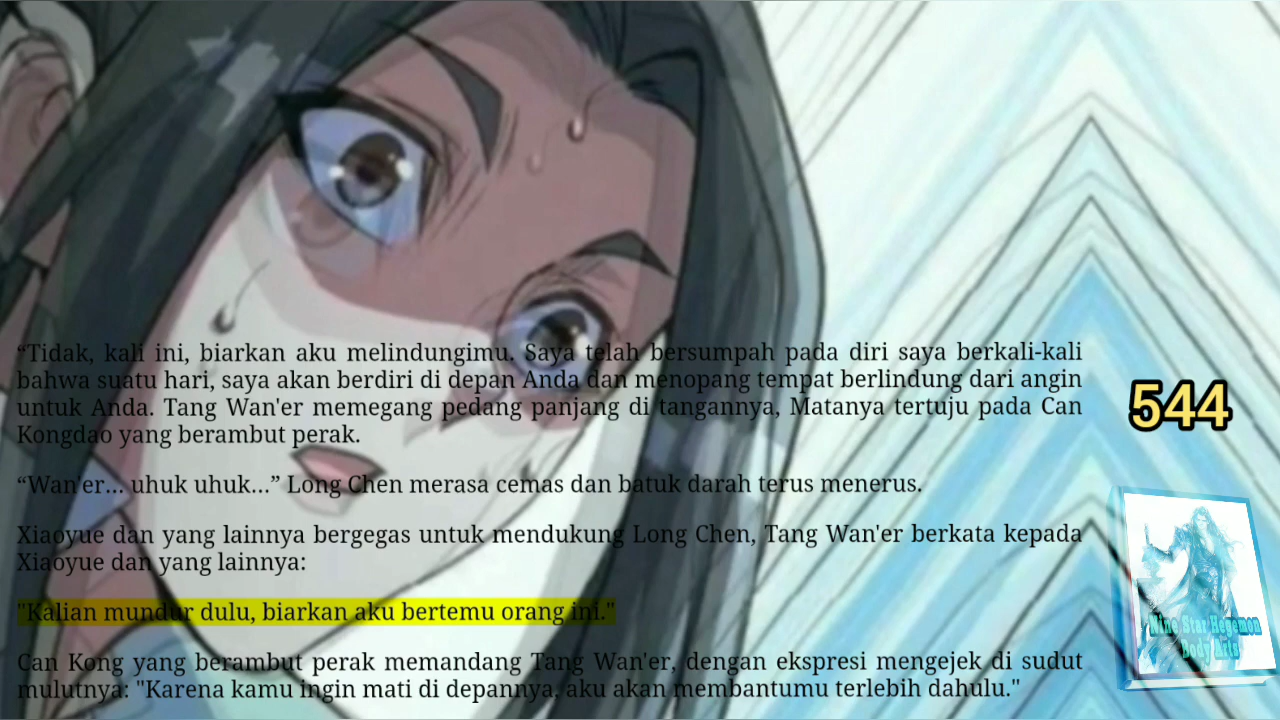 “Tidak, kali ini, biarkan aku melindungimu. Saya telah bersumpah pada diri saya berkali-kali
bahwa suatu hari, saya akan berdiri di depan Anda dan menopang tempat berlindung dari angin
untuk Anda. Tang Wan'er memegang pedang panjang di tangannya, Matanya tertuju pada Can
Kongdao yang berambut perak.
“Wan'er... uhuk uhuk...” Long Chen merasa cemas dan batuk darah terus menerus.
Xiaoyue dan yang lainnya bergegas untuk mendukung Long Chen, Tang Wan'er berkata kepada
Xiaoyue dan yang lainnya:
"Kalian mundur dulu, biarkan aku bertemu orang ini."
Can Kong yang berambut perak memandang Tang Wan'er, dengan ekspresi mengejek di sudut
mulutnya: "Karena kamu ingin mati di depannya, aku akan membantumu terlebih dahulu."
544
Nine Star Hegemon
Body Arts